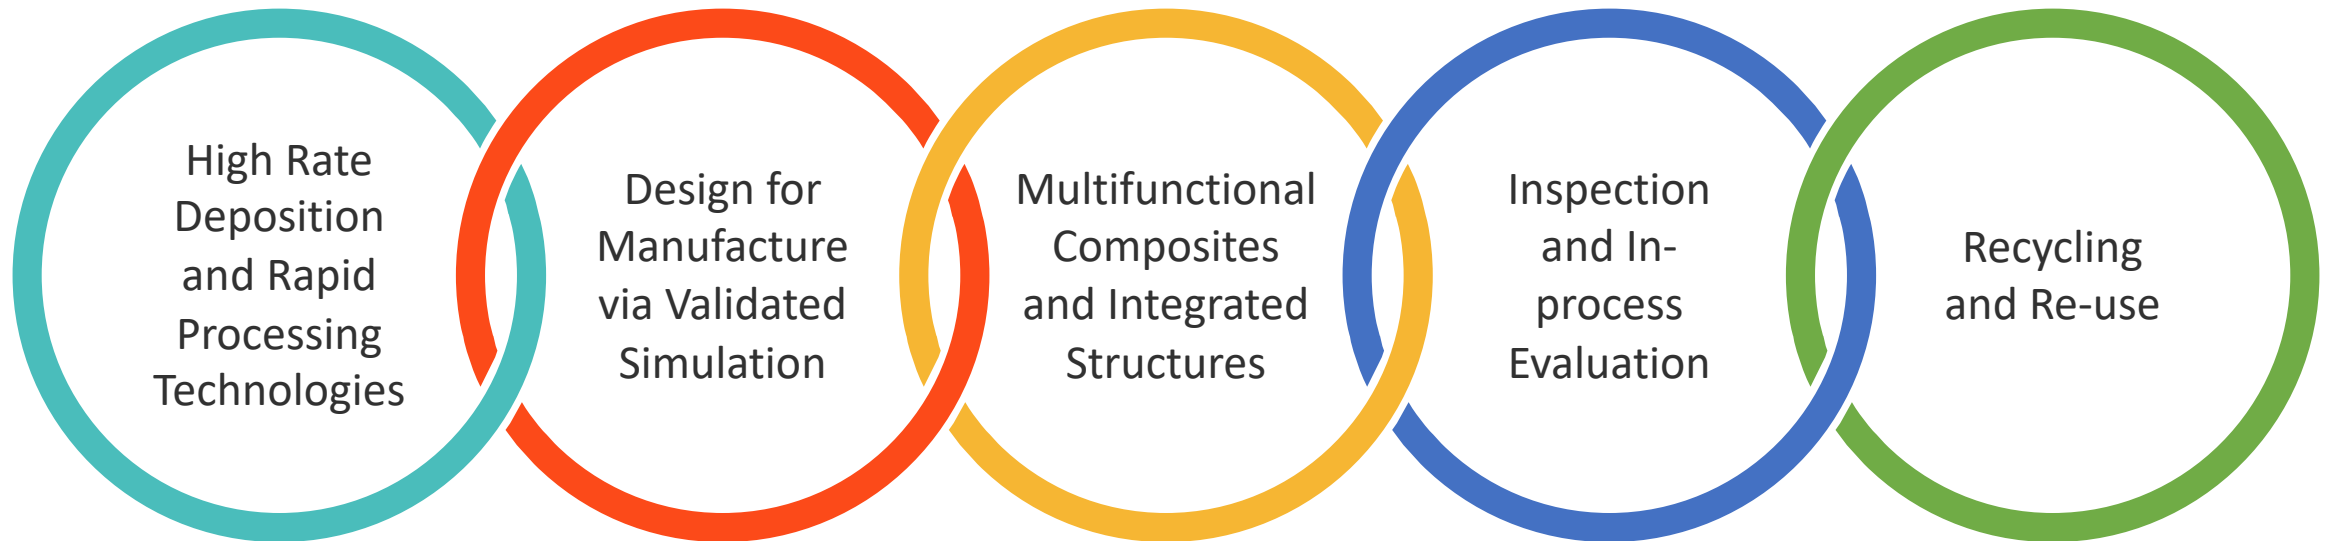 High Rate
Deposition
and Rapid
Processing
Technologies
Design for
Manufacture
via Validated
Simulation
Multifunctional
Composites
and Integrated
Structures
Inspection
and In-
process
Evaluation
Recycling
and Re-use